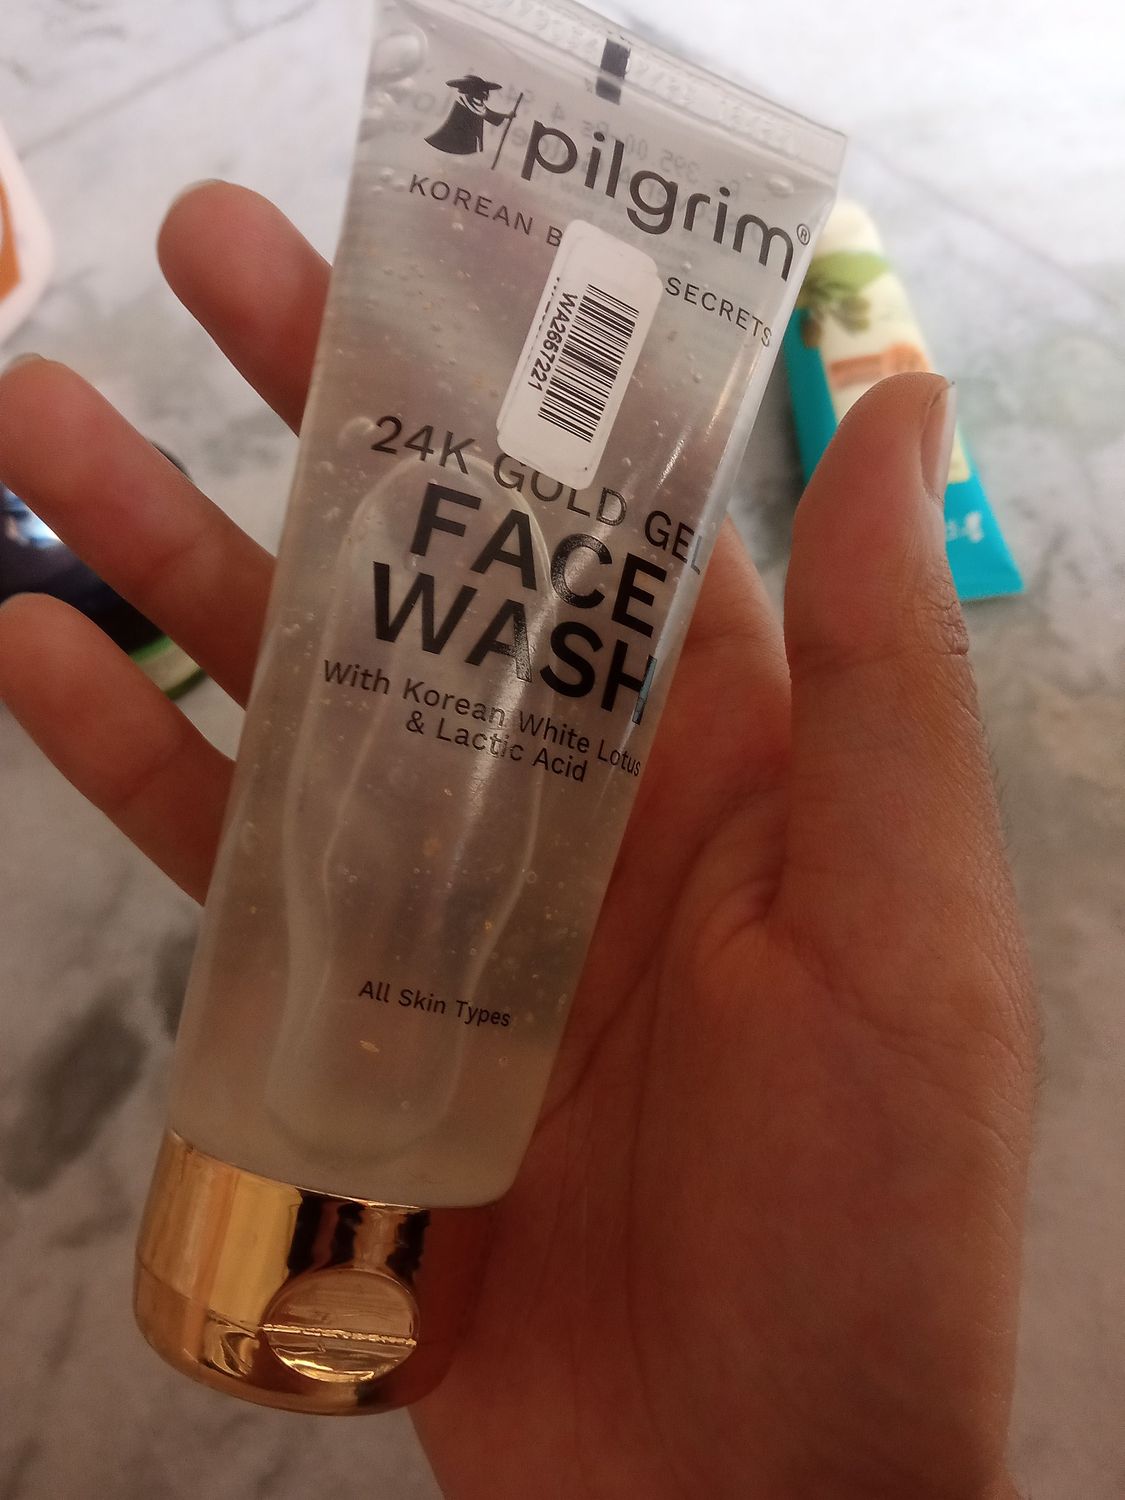 pilgrim®
KOREAN B SECRETS
WA2667221
24K GOLD GEL
FACE
WASH
With Korean White Lotus
& Lactic Acid
All Skin Types